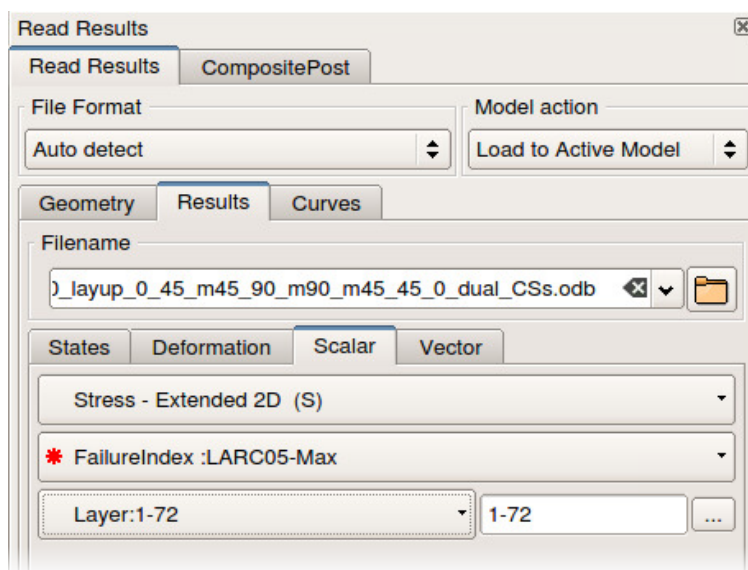 Read Results
Read Results CompositePost
File Format Model action
Auto detect Load to Active Model
Geometry Results Curves
Filename
)_layup_0_45_m45_90_m90_m45_45_0_dual_CSs.odb
States Deformation Scalar Vector
Stress - Extended 2D (S)
FailureIndex :LARC05-Max
Layer:1-72 1-72 ...